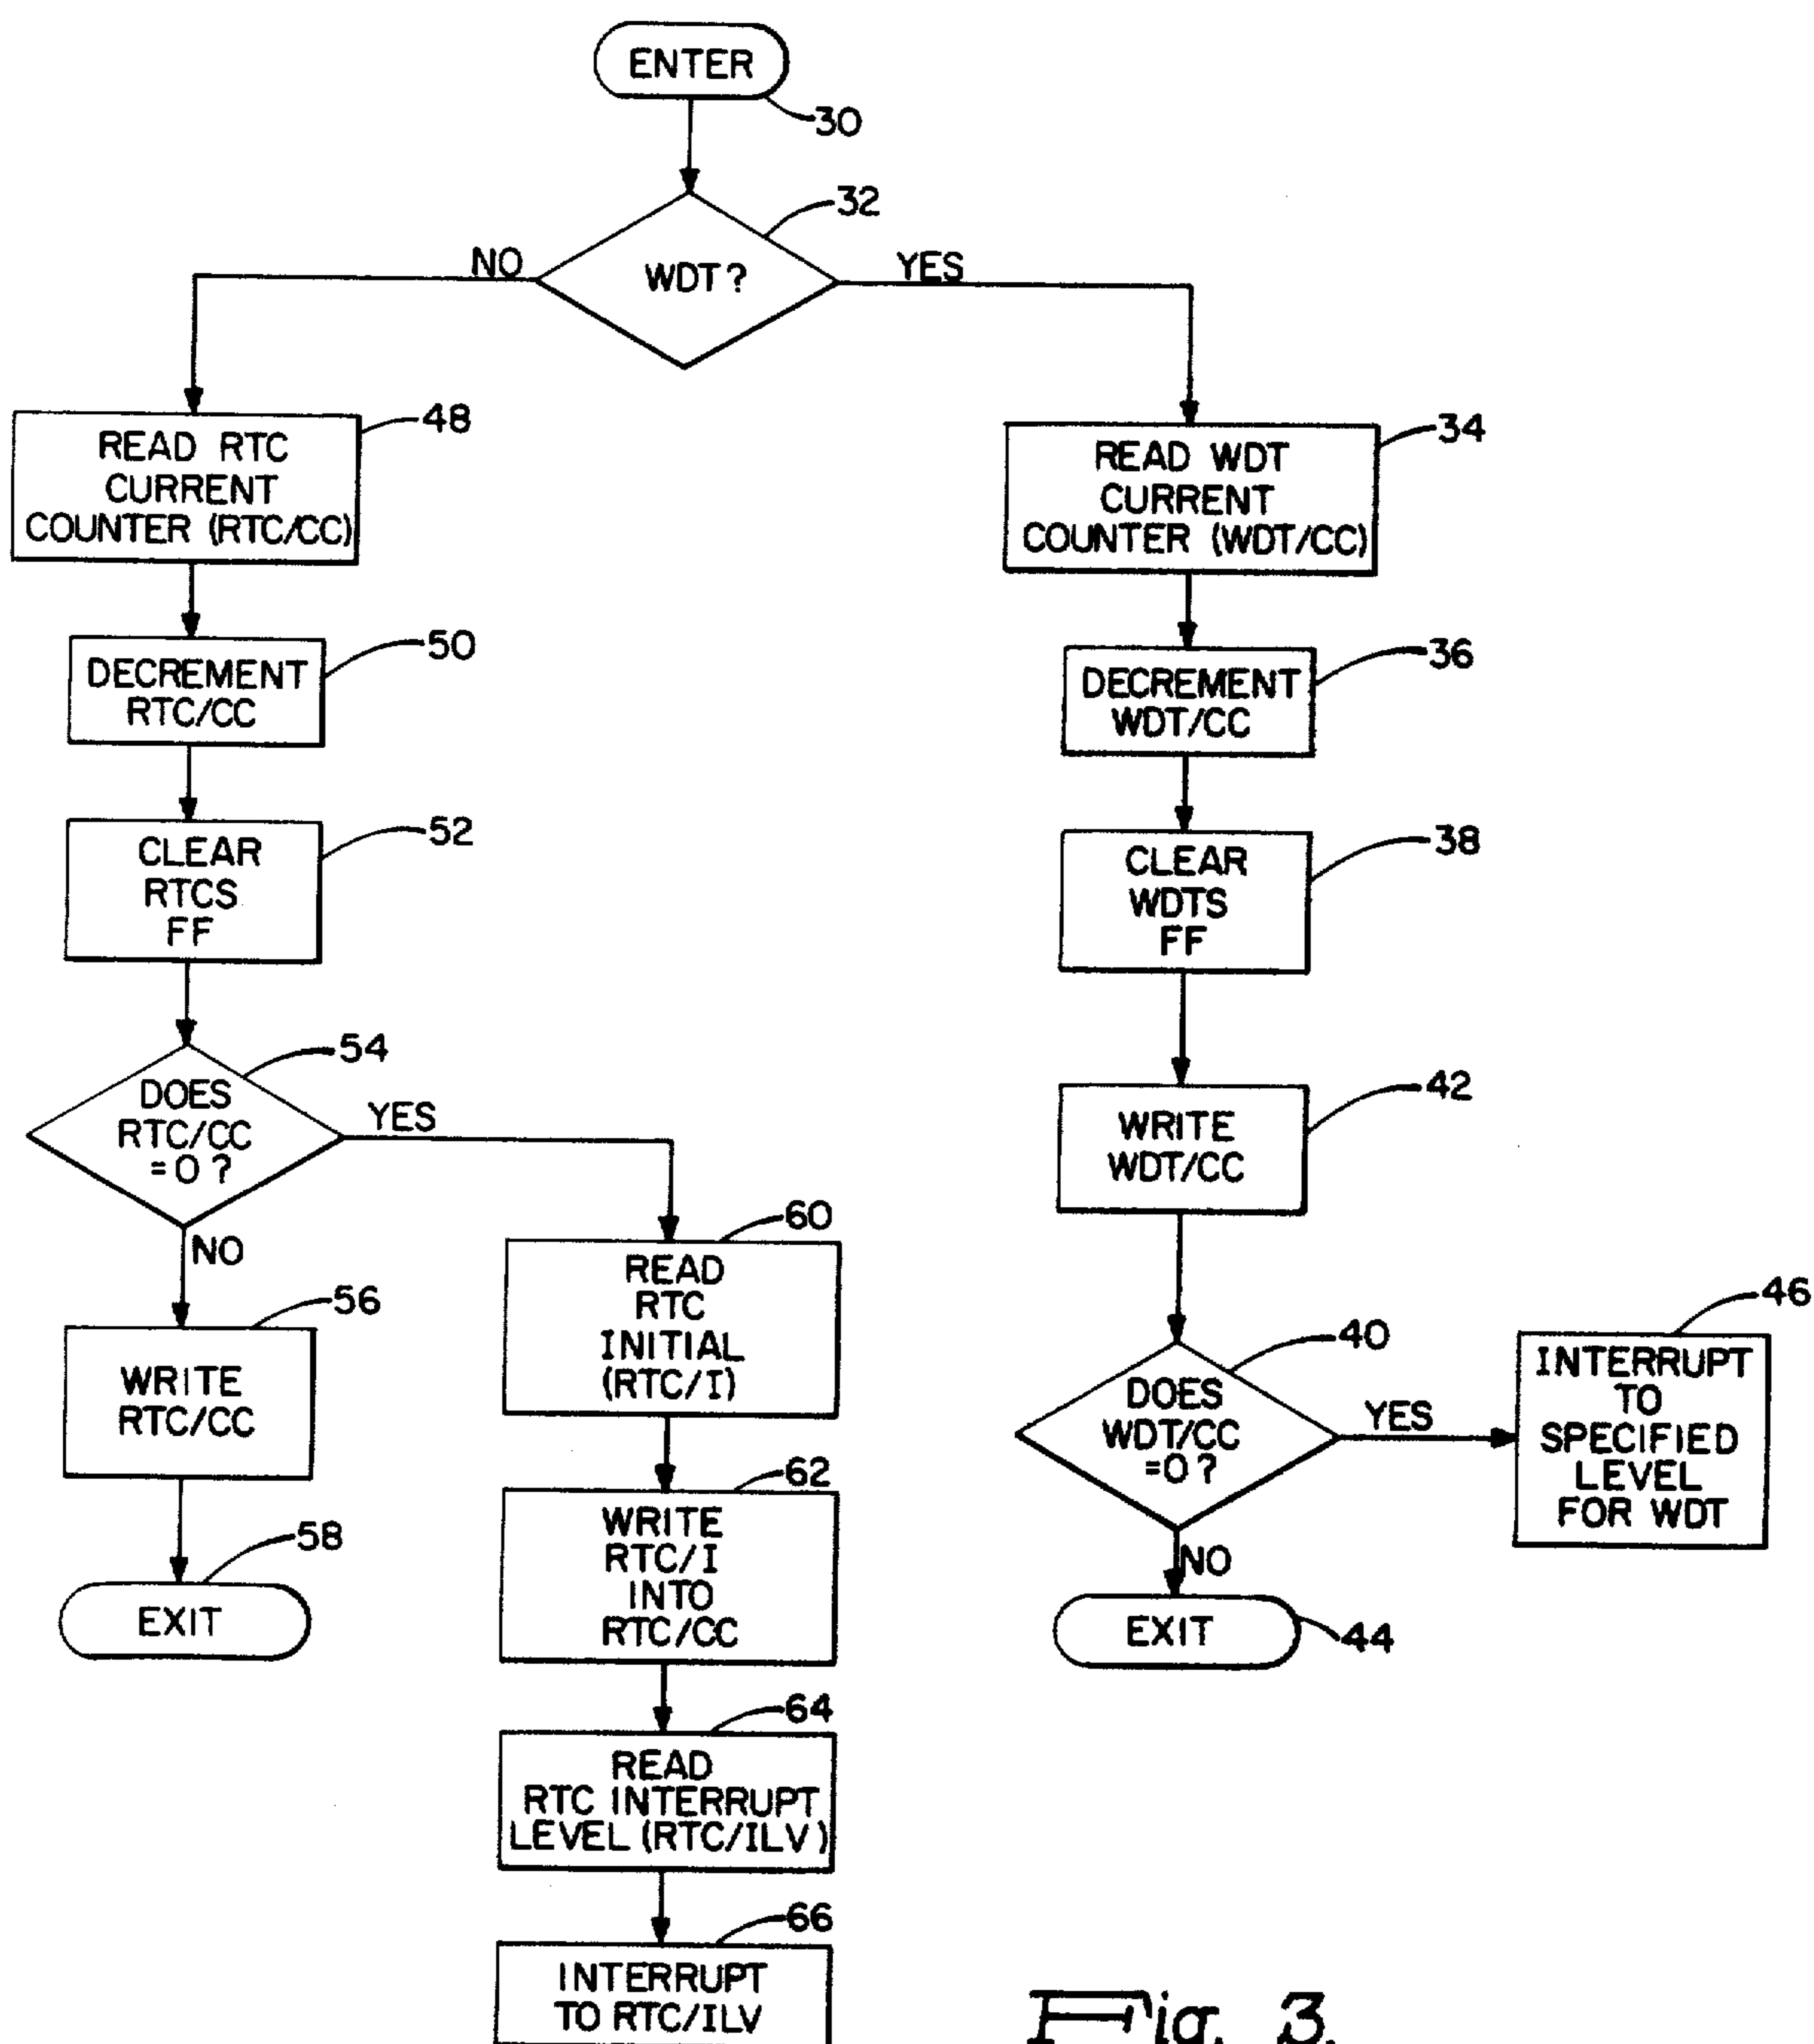 ENTER
30
32
WDT?
NO
YES
48
READ RTC
CURRENT
COUNTER (RTC/CC)
34
READ WDT
CURRENT
COUNTER (WDT/CC)
50
DECREMENT
RTC/CC
36
DECREMENT
WDT/CC
52
CLEAR
RTCS
FF
38
CLEAR
WDTS
FF
54
DOES
RTC/CC
=0?
YES
NO
42
WRITE
WDT/CC
56
WRITE
RTC/CC
58
EXIT
60
READ
RTC
INITIAL
(RTC/I)
62
WRITE
RTC/I
INTO
RTC/CC
64
READ
RTC INTERRUPT
LEVEL (RTC/ILV)
66
INTERRUPT
TO RTC/ILV
40
DOES
WDT/CC
=0?
YES
NO
46
INTERRUPT
TO
SPECIFIED
LEVEL
FOR WDT
EXIT
44
Fig. 3.